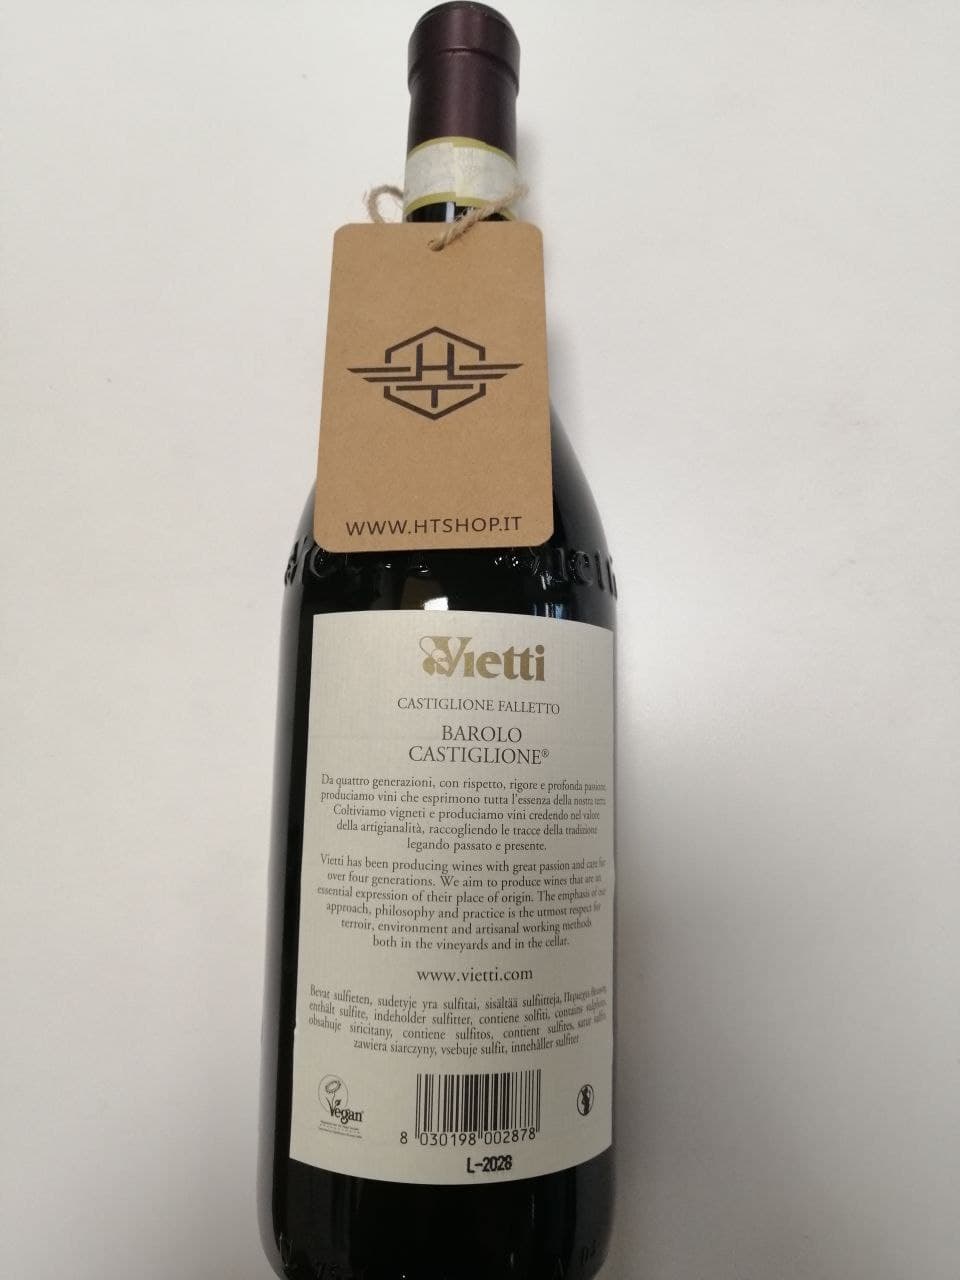 HT
WWW.HTSHOP.IT
Vietti
CASTIGLIONE FALLETTO
BAROLO
CASTIGLIONE®
Da quattro generazioni, con rispetto, rigore e profonda passione,
produciamo vini che esprimono tutta l'essenza della nostra terra.
Coltiviamo vigneti e produciamo vini credendo nel valore
della artigianalità, raccogliendo le tracce della tradizione
legando passato e presente.
Vietti has been producing wines with great passion and care for
over four generations. We aim to produce wines that are an
essential expression of their place of origin. The emphasis of our
approach, philosophy and practice is the utmost respect for
terroir, environment and artisanal working methods
both in the vineyards and in the cellar.
www.vietti.com
Bevat sulfieten, sudetyje yra sulfitai, sisältää sulfiitteja,
enthält sulfite, indeholder sulfitter, contiene solfiti, contains sulphites,
obsahuje siricitany, contiene sulfitos, contient sulfites,
zawiera siarczyny, vsebuje sulfit, innehåller sulfiter
Vegan
8 030198 002878
L-2028